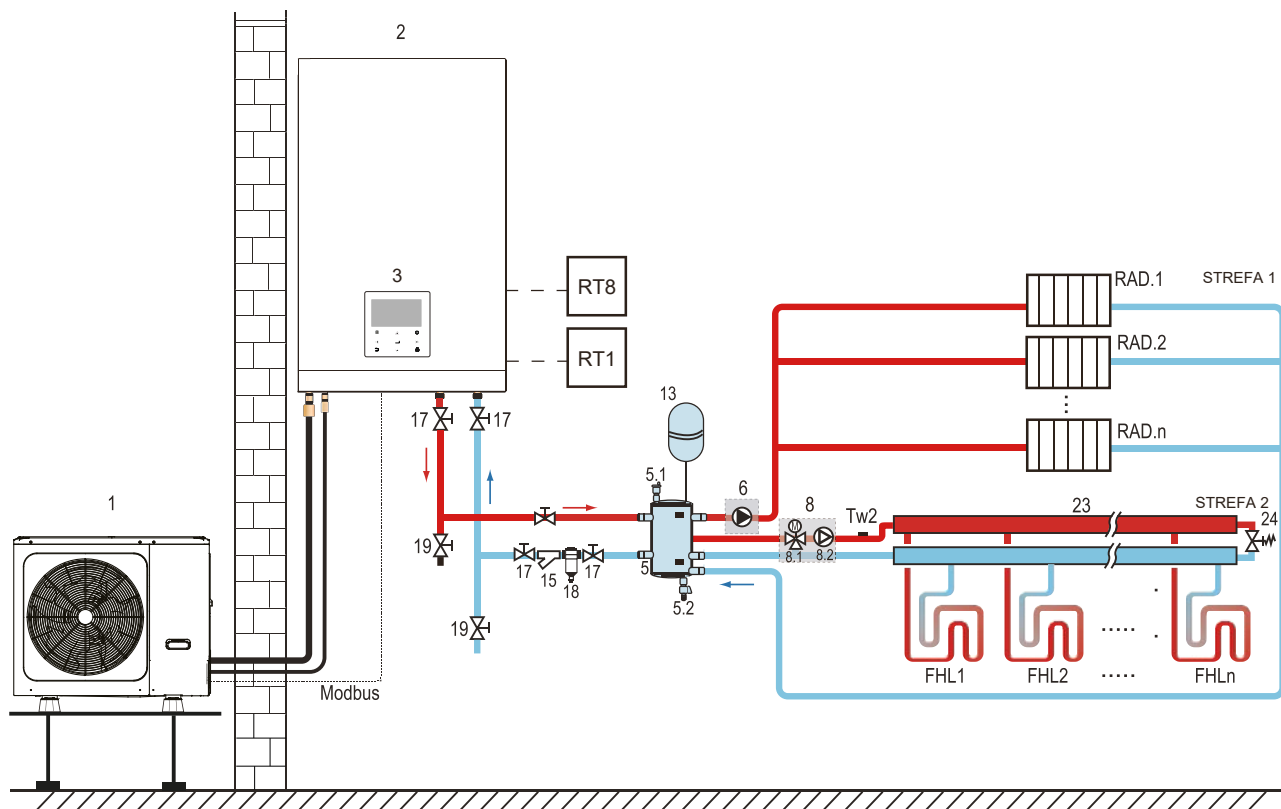 2
3
RT8
RT1
RAD.1
STREFA 1
RAD.2
RAD.n
17
17
13
5.1
6
8
M
Tw2
23
STREFA 2
24
1
19
17
15
18
17
5
8.1
8.2
5.2
19
FHL1
FHL2
.....
FHLn
Modbus